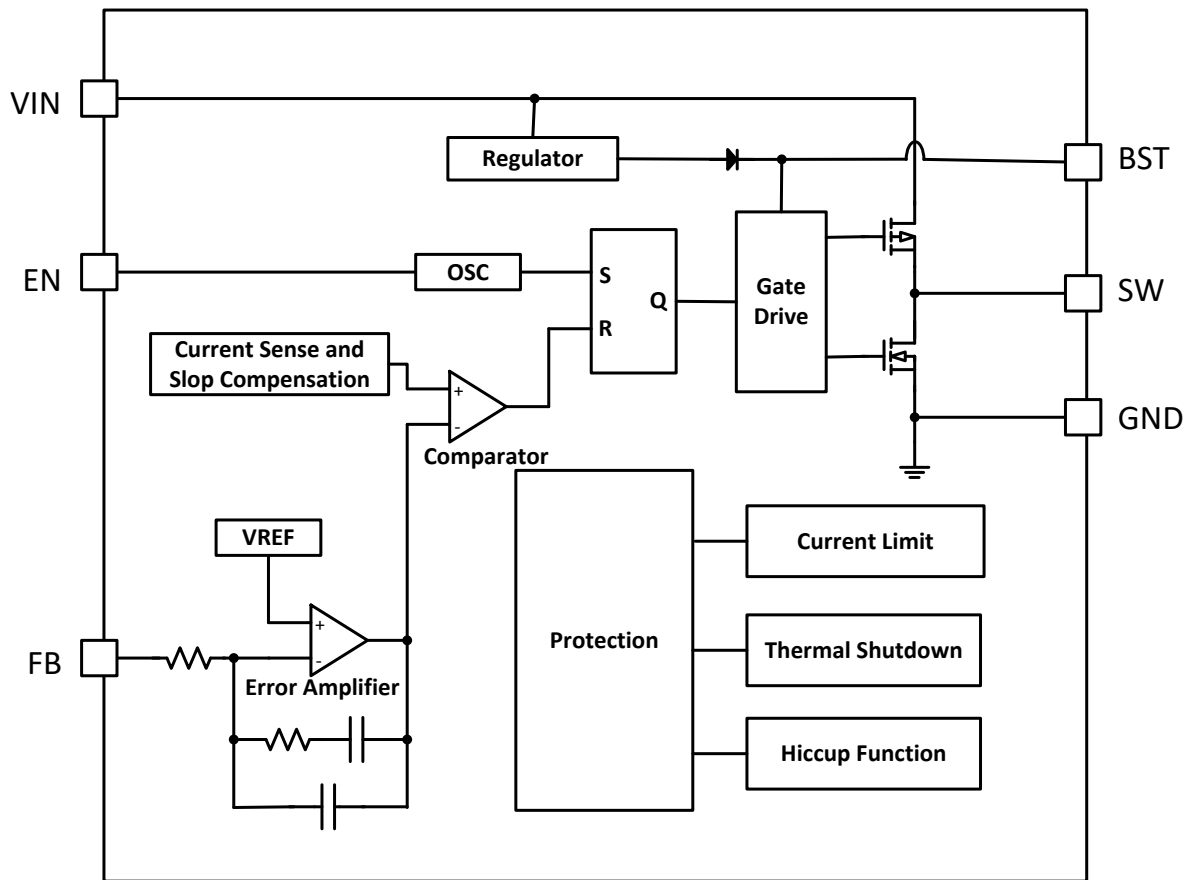 VIN
Regulator
BST
EN
OSC
S
Q
R
Gate
Drive
SW
Current Sense and
Slop Compensation
+
-
Comparator
GND
VREF
Current Limit
FB
+
-
Error Amplifier
Protection
Thermal Shutdown
Hiccup Function